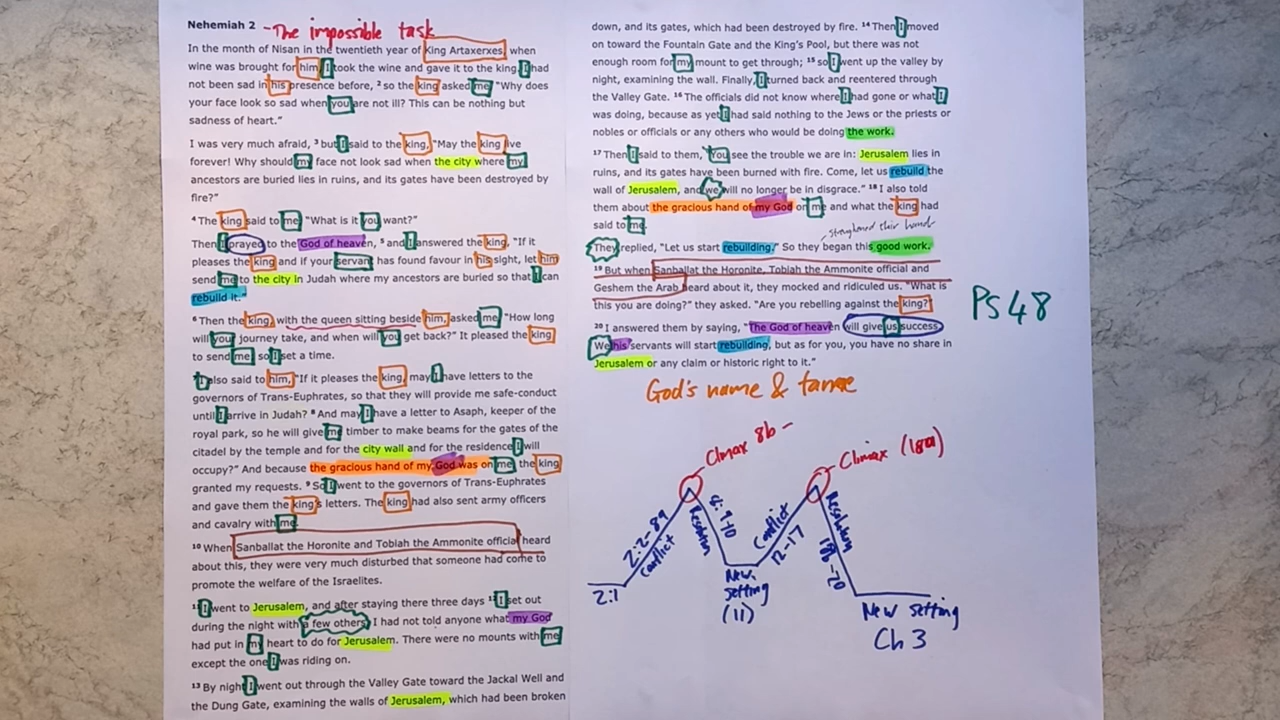 Nehemiah 2 - The impossible task
In the month of Nisan in the twentieth year of King Artaxerxes, when
wine was brought for him, I took the wine and gave it to the king. I had
not been sad in his presence before, 2 so the king asked me, “Why does
your face look so sad when you are not ill? This can be nothing but
sadness of heart.”
I was very much afraid, 3 but I said to the king, “May the king live
forever! Why should my face not look sad when the city where my
ancestors are buried lies in ruins, and its gates have been destroyed by
fire?”
4 The king said to me, “What is it you want?”
Then I prayed to the God of heaven, 5 and I answered the king, “If it
pleases the king and if your servant has found favour in his sight, let him
send me to the city in Judah where my ancestors are buried so that I can
rebuild it.”
6 Then the king, with the queen sitting beside him, asked me, “How long
will your journey take, and when will you get back?” It pleased the king
to send me; so I set a time.
7 I also said to him, “If it pleases the king, may I have letters to the
governors of Trans-Euphrates, so that they will provide me safe-conduct
until I arrive in Judah? 8 And may I have a letter to Asaph, keeper of the
royal park, so he will give me timber to make beams for the gates of the
citadel by the temple and for the city wall and for the residence I will
occupy?” And because the gracious hand of my God was on me, the king
granted my requests. 9 So I went to the governors of Trans-Euphrates
and gave them the king’s letters. The king had also sent army officers
and cavalry with me.
10 When Sanballat the Horonite and Tobiah the Ammonite official heard
about this, they were very much disturbed that someone had come to
promote the welfare of the Israelites.
11 I went to Jerusalem, and after staying there three days 12 I set out
during the night with a few others. I had not told anyone what my God
had put in my heart to do for Jerusalem. There were no mounts with me
except the one I was riding on.
13 By night I went out through the Valley Gate toward the Jackal Well and
the Dung Gate, examining the walls of Jerusalem, which had been broken
down, and its gates, which had been destroyed by fire. 14 Then I moved
on toward the Fountain Gate and the King’s Pool, but there was not
enough room for my mount to get through; 15 so I went up the valley by
night, examining the wall. Finally, I turned back and reentered through
the Valley Gate. 16 The officials did not know where I had gone or what I
was doing, because as yet I had said nothing to the Jews or the priests or
nobles or officials or any others who would be doing the work.
17 Then I said to them, “You see the trouble we are in: Jerusalem lies in
ruins, and its gates have been burned with fire. Come, let us rebuild the
wall of Jerusalem, and we will no longer be in disgrace.” 18 I also told
them about the gracious hand of my God on me and what the king had
said to me.
strengthened their hands
They replied, “Let us start rebuilding.” So they began this good work.
19 But when Sanballat the Horonite, Tobiah the Ammonite official and
Geshem the Arab heard about it, they mocked and ridiculed us. “What is
this you are doing?” they asked. “Are you rebelling against the king?”
20 I answered them by saying, “The God of heaven will give us success.
We his servants will start rebuilding, but as for you, you have no share in
Jerusalem or any claim or historic right to it.”
Ps 48
God's name & fame
Climax 8b -
2:2-8a
Conflict
Resolution
8:9-10
2:1
New
setting
(11)
Conflict
12-17
Climax (18a)
Resolution
18b-20
New setting
Ch 3